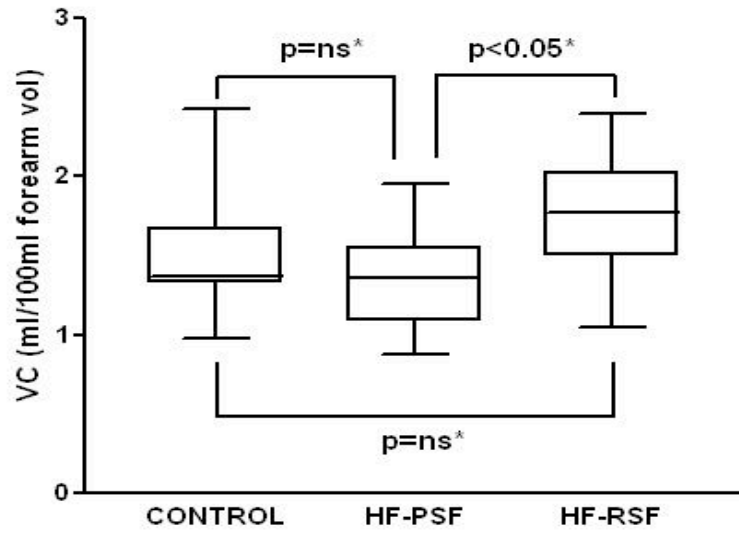 3
p=ns*
p<0.05*
2
VC (ml/100ml forearm vol)
1
p=ns*
0
CONTROL
HF-PSF
HF-RSF